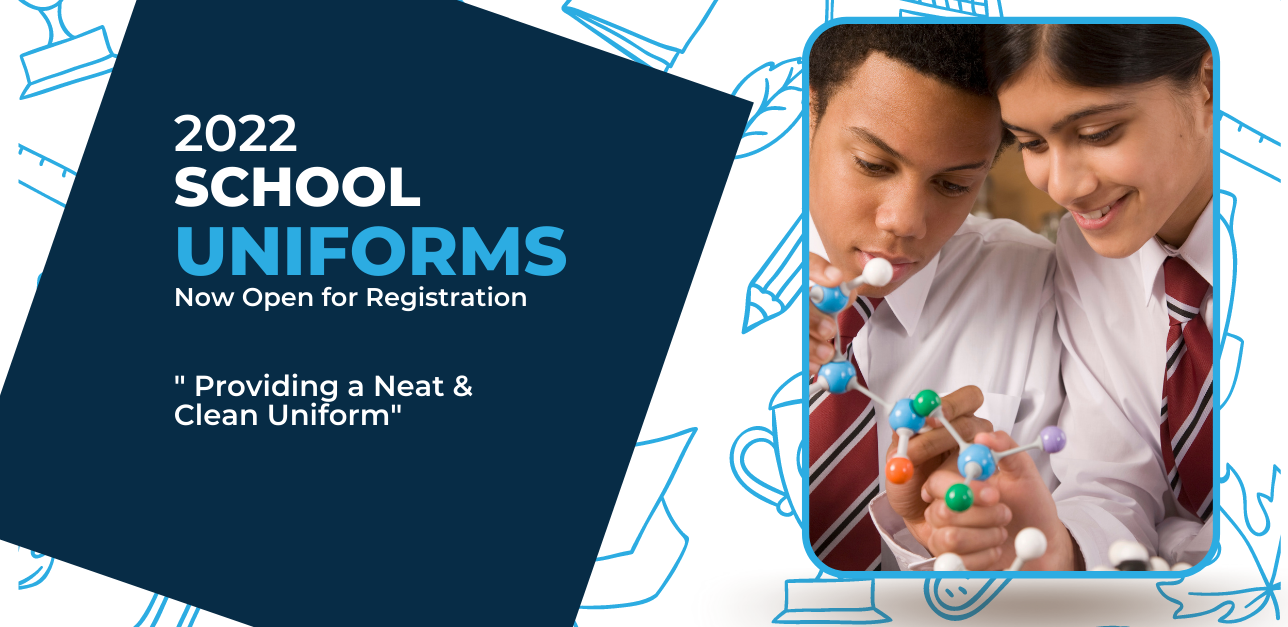 2022
SCHOOL
UNIFORMS
Now Open for Registration
" Providing a Neat &
Clean Uniform"